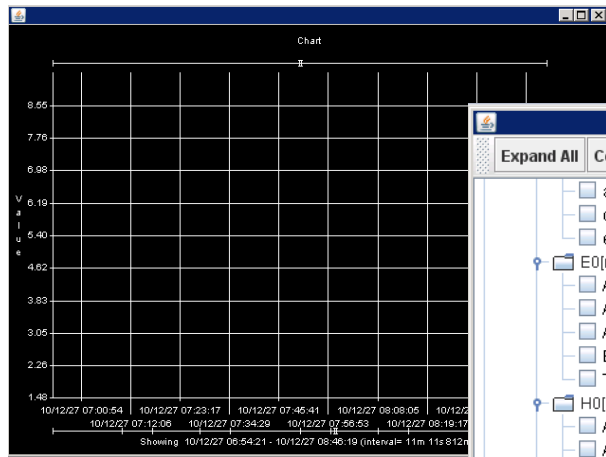 Chart
8.55
7.76
6.98
Value
6.19
5.40
4.62
3.83
3.05
2.26
1.48
10/12/27 07:00:54 10/12/27 07:23:17 10/12/27 07:45:41 10/12/27 08:08:05 10/12/2
10/12/27 07:12:06 10/12/27 07:34:29 10/12/27 07:56:53 10/12/27 08:19:17
Showing 10/12/27 06:54:21 - 10/12/27 08:46:19 (interval= 11m 11s 812m
Expand All
E0[
H0[